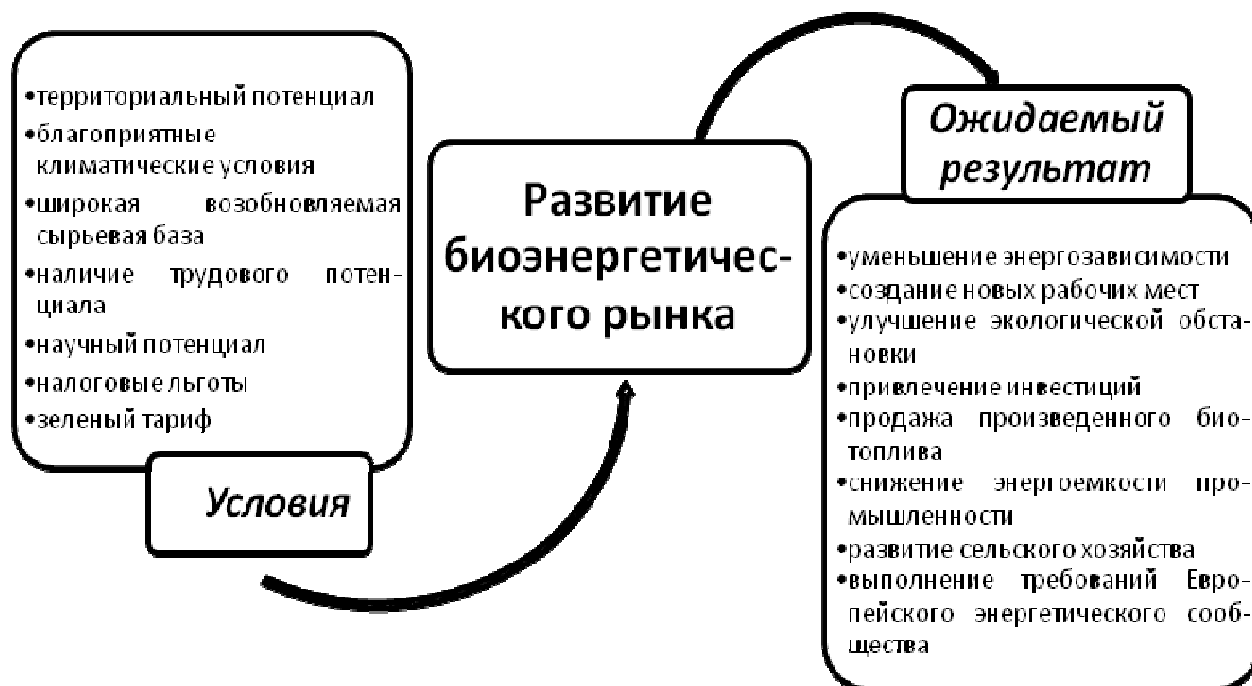 •территориальный потенциал
•благоприятные
климатические условия
•широкая возобновляемая
сырьевая база
•наличие трудового потен-
циала
•научный потенциал
•налоговые льготы
•зеленый тариф
Условия
Развитие
биоэнергетичес-
кого рынка
Ожидаемый
результат
•уменьшение энергозависимости
•создание новых рабочих мест
•улучшение экологической обста-
новки
•привлечение инвестиций
•продажа произведенного био-
топлива
•снижение энергоемкости про-
мышленности
•развитие сельского хозяйства
•выполнение требований Евро-
пейского энергетического сооб-
щества